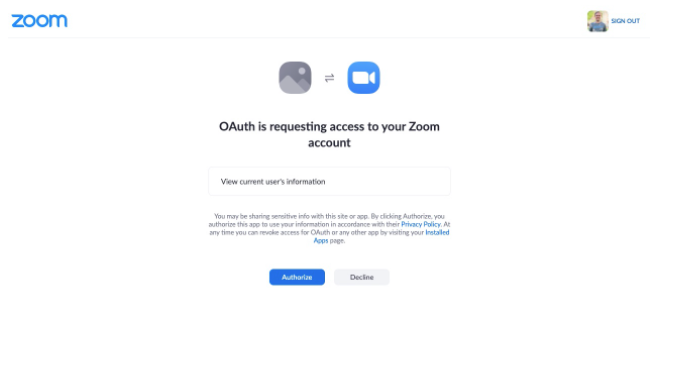 zoom
SIGN OUT
OAuth is requesting access to your Zoom
account
View current user's information
You may be sharing sensitive info with this site or app. By clicking Authorize, you
authorize this app to use your information in accordance with their Privacy Policy. At
any time you can revoke access for OAuth or any other app by visiting your Installed
Apps page.
Authorize
Decline